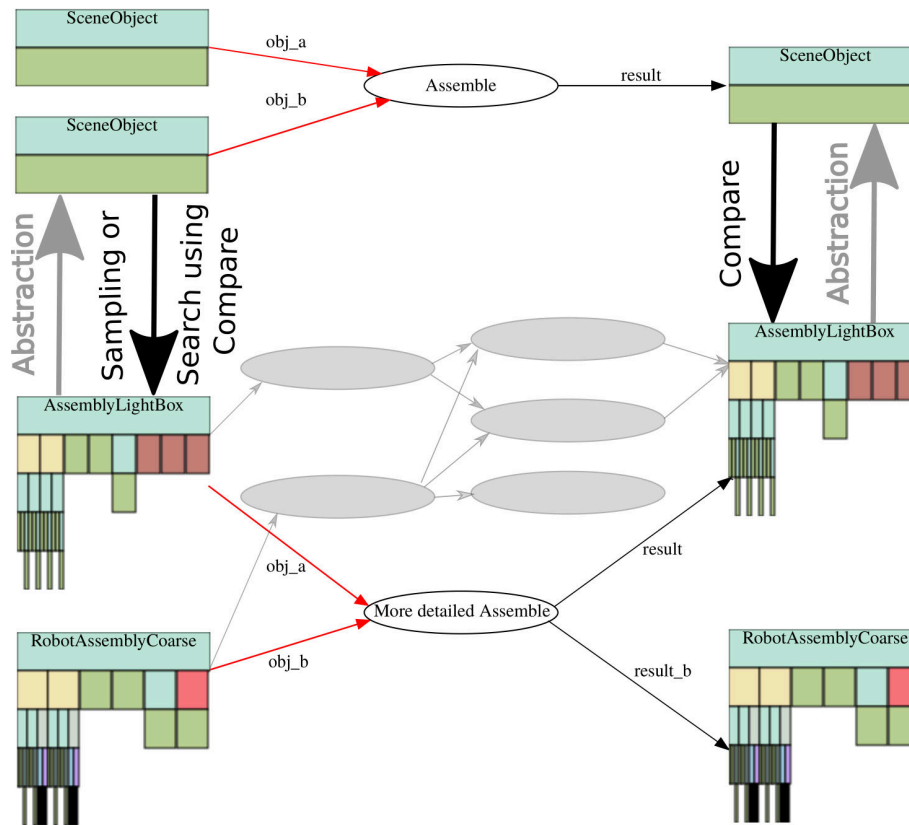 SceneObject
obj_a
SceneObject
Assemble
result
obj_b
SceneObject
Abstraction
Sampling or
Search using
Compare
Compare
Abstraction
AssemblyLightBox
AssemblyLightBox
obj_a
result
More detailed Assemble
RobotAssemblyCoarse
obj_b
result_b
RobotAssemblyCoarse